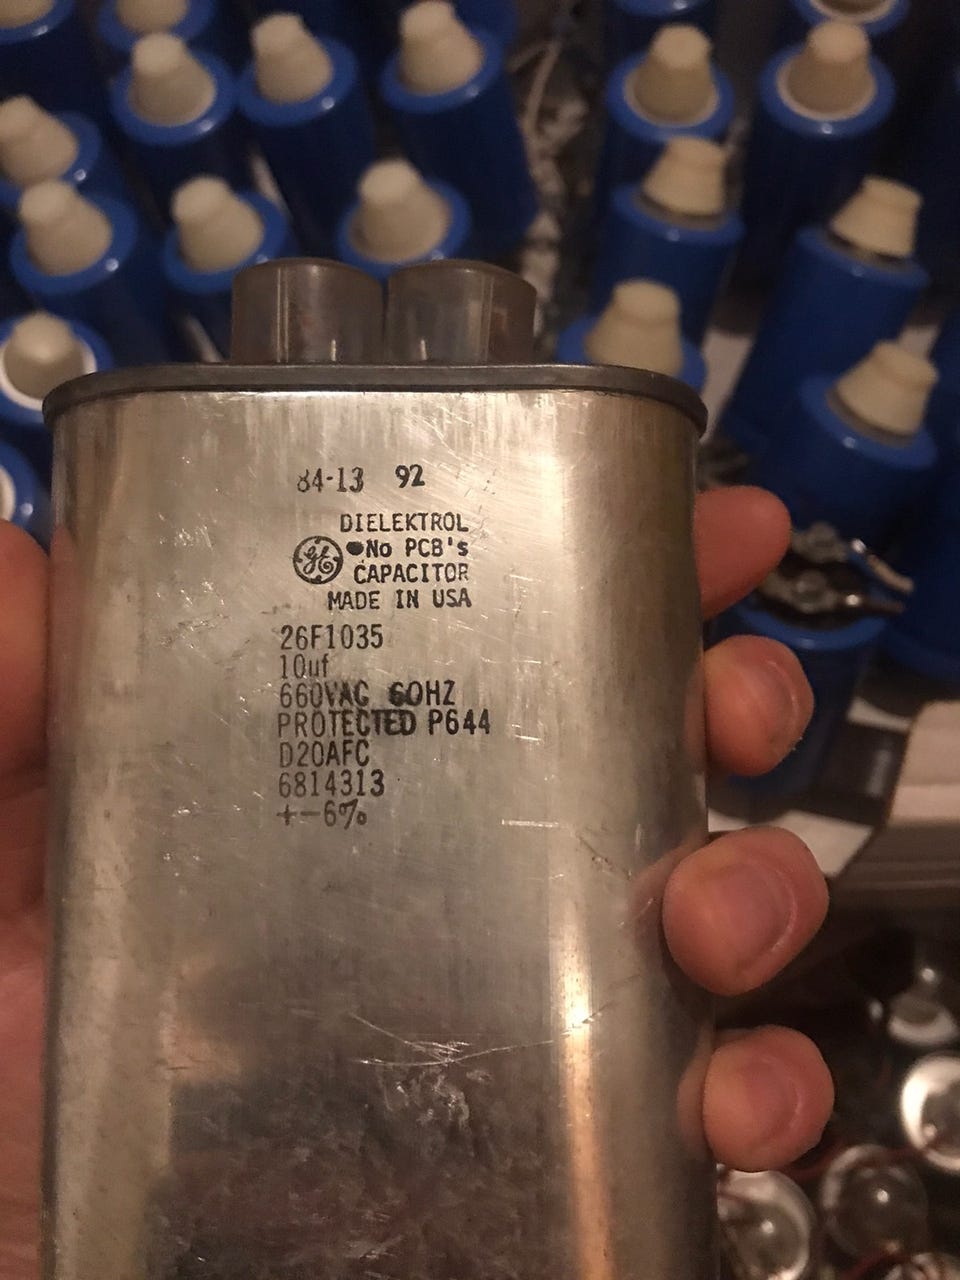 84-13 92
DIELEKTROL
GE No PCB's
CAPACITOR
MADE IN USA
26F1035
10uf
660VAC 60HZ
PROTECTED P644
D20AFC
6814313
+-6%